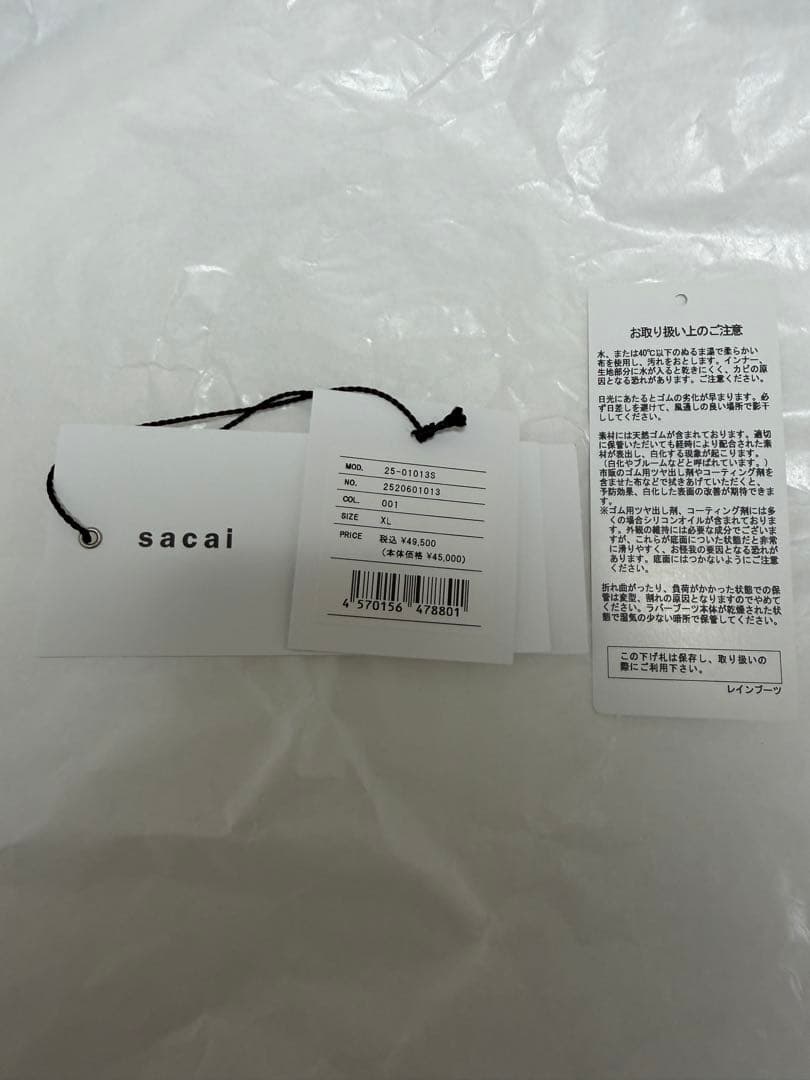 sacai
MOD. 25-01013S
NO. 2520601013
COL. 001
SIZE XL
PRICE 税込 ¥49,500
(本体価格 ¥45,000)
4 570156 478801
お取り扱い上のご注意
水、または40℃以下のぬるま湯で柔らかい
布を使用し、汚れをおとします。インナー、
生地部分に水が入ると乾きにくく、カビの原
因となる恐れがあります。ご注意ください。
日光にあたるとゴムの劣化が早まります。必
ず日差しを避けて、風通しの良い場所で影干
ししてください。
素材には天然ゴムが含まれております。適切
に保管いただいても経時により配合された素
材が表出し、白化する現象が起こります。
(白化やブルームなどと呼ばれています。)
市販のゴム用ツヤ出し剤やコーティング剤を
含ませた布などで拭きあげていただくと、
予防効果、白化した表面の改善が期待できま
す。
※ゴム用ツヤ出し剤、コーティング剤には多
くの場合シリコンオイルが含まれておりま
す。外観の維持には必要な成分でございま
すが、これらが底面についた状態だと非常
に滑りやすく、お怪我の要因となる恐れが
あります。底面にはつかないようにご注意
ください。
折れ曲がったり、負荷がかかった状態での保
管は変型、割れの原因となりますのでやめて
ください。ラバーブーツ本体が乾燥された状
態で湿気の少ない暗所で保管してください。
この下げ札は保存し、取り扱いの
際にご利用下さい。
レインブーツ